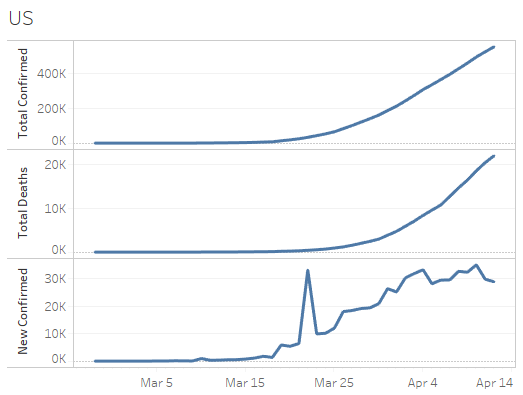 US
Total Confirmed
400K
200K
0K
Total Deaths
20K
10K
0K
New Confirmed
30K
20K
10K
0K
Mar 5 Mar 15 Mar 25 Apr 4 Apr 14